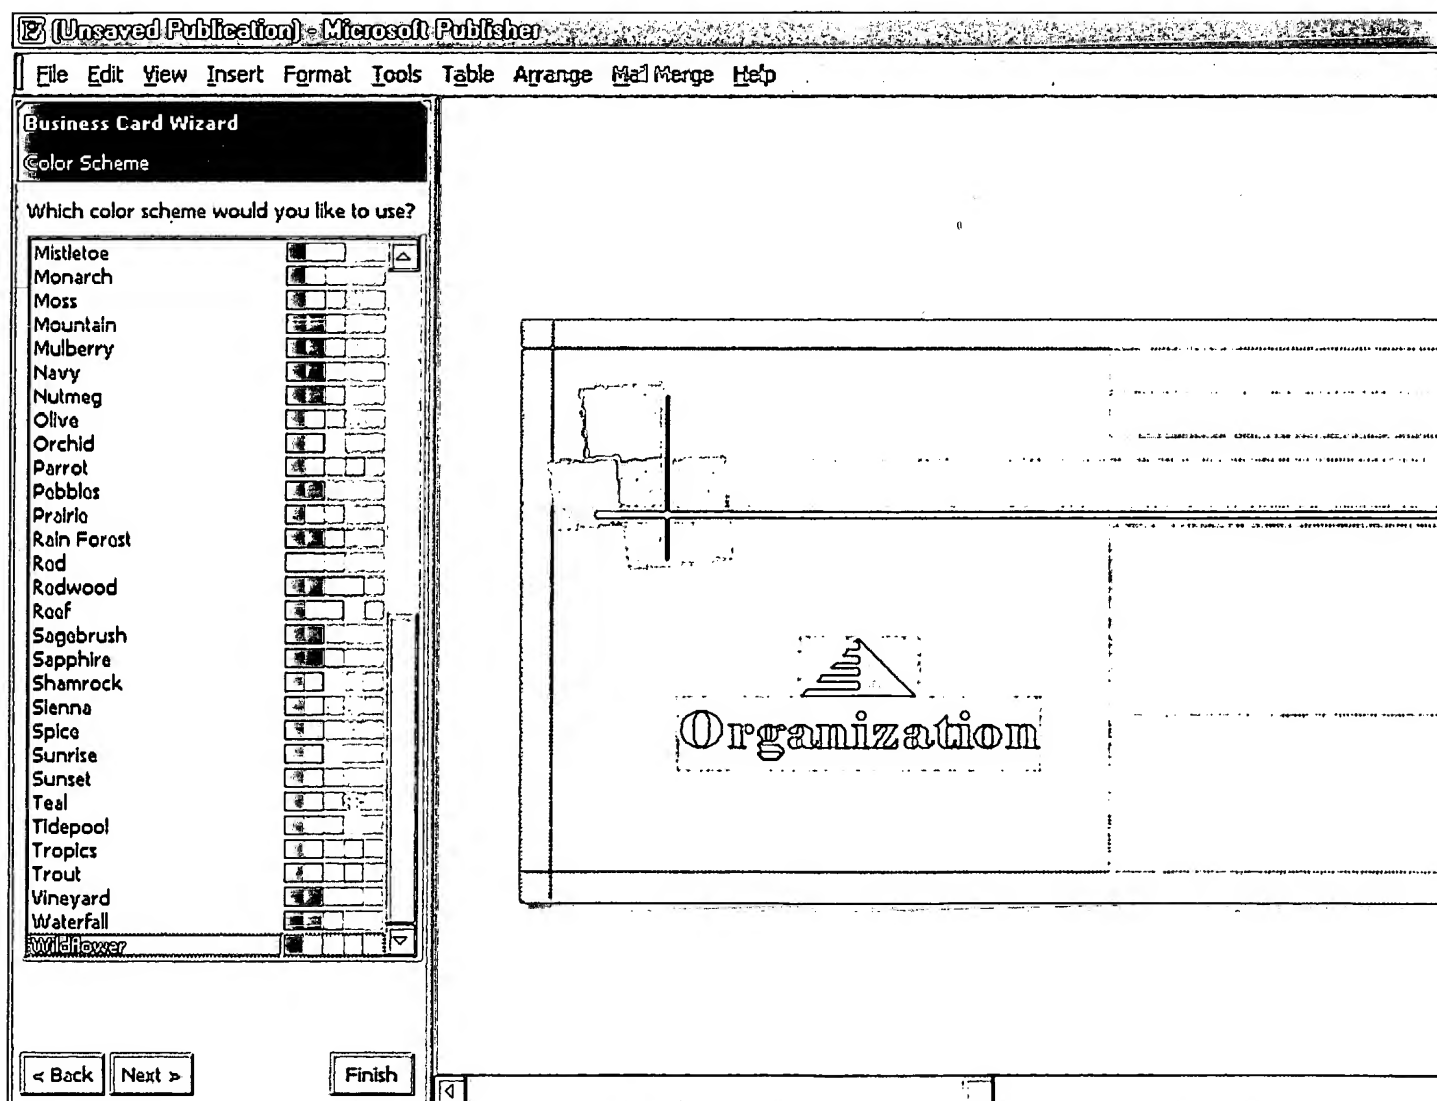 (Unsaved Publication) - Microsoft Publisher
File Edit View Insert Format Tools Table Arrange Mail Merge Help
Business Card Wizard
Color Scheme
Which color scheme would you like to use?
Mistletoe
Monarch
Moss
Mountain
Mulberry
Navy
Nutmeg
Olive
Orchid
Parrot
Pebbles
Prairie
Rain Forest
Red
Redwood
Reef
Sagebrush
Sapphire
Shamrock
Sienna
Spice
Sunrise
Sunset
Teal
Tidepool
Tropics
Trout
Vineyard
Waterfall
Wildflower
Organization
< Back Next > Finish